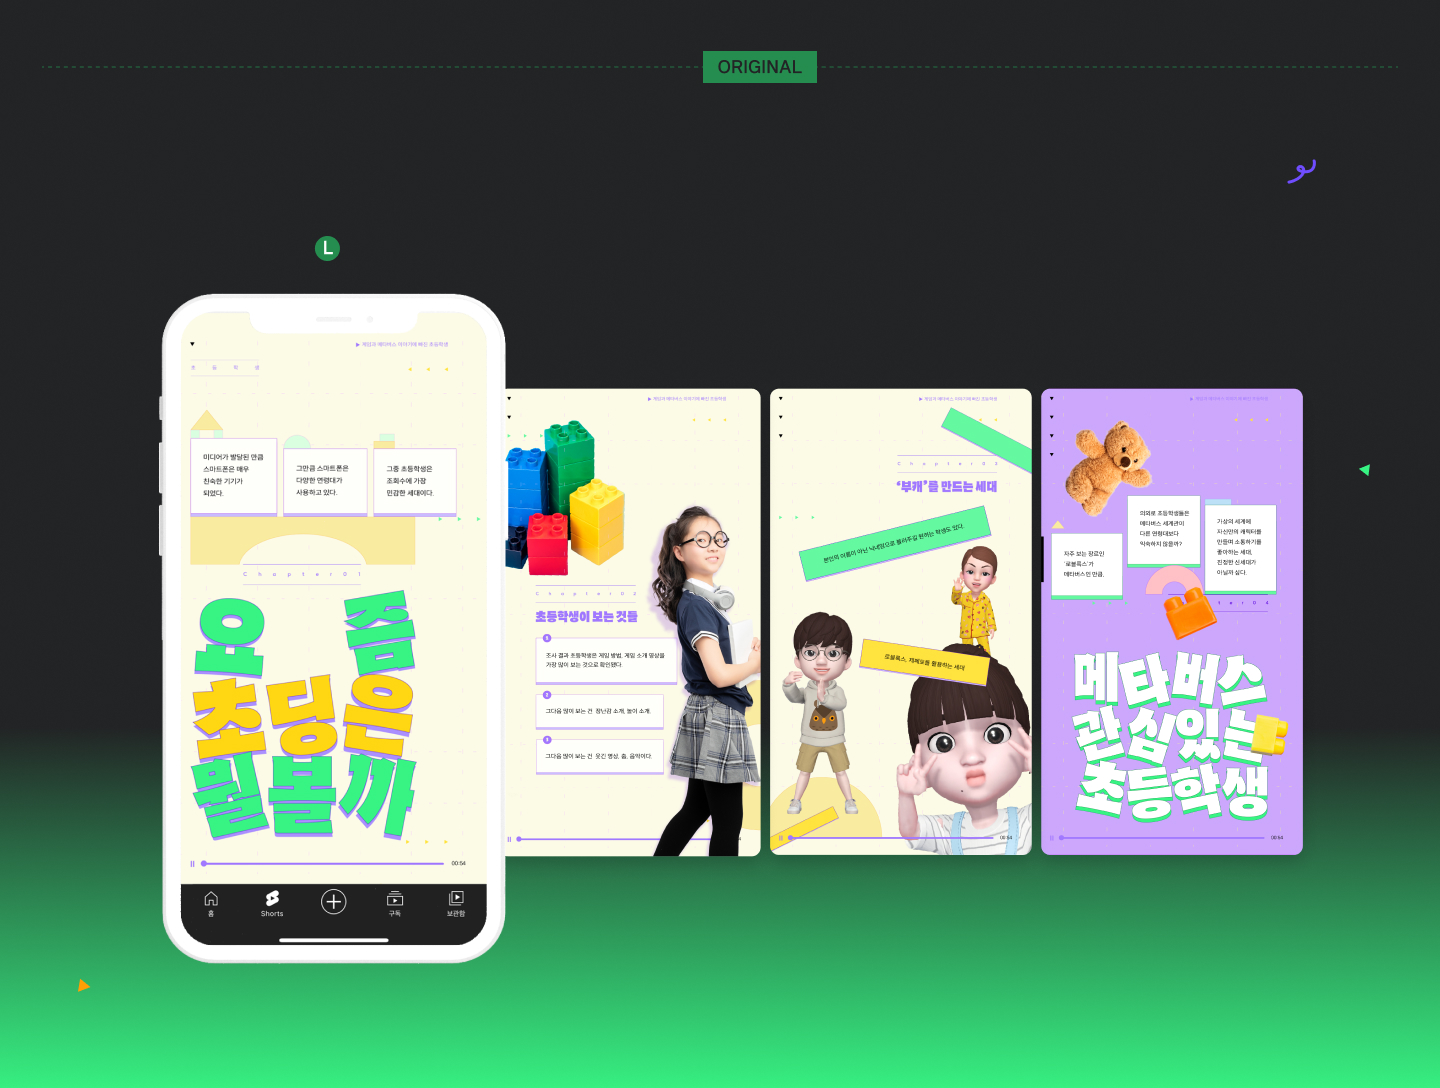 ORIGINAL
L
▶ 게임과 메타버스 이야기에 빠진 초등학생
초 등 학 생
미디어가 발달된 만큼
스마트폰은 매우
친숙한 기기가
되었다.
그만큼 스마트폰은
다양한 연령대가
사용하고 있다.
그중 초등학생은
조회수에 가장
민감한 세대이다.
Chapter01
요 즘
초딩은
뭘볼까
00:54
홈
Shorts
구독
보관함
▶ 게임과 메타버스 이야기에 빠진 초등학생
Chapter02
초등학생이 보는 것들
1
조사 결과 초등학생은 게임 방법, 게임 소개 영상을
가장 많이 보는 것으로 확인됐다.
2
그다음 많이 보는 건 장난감 소개, 놀이 소개.
3
그다음 많이 보는 건 웃긴 영상, 춤, 음악이다.
▶ 게임과 메타버스 이야기에 빠진 초등학생
Chapter03
‘부캐’를 만드는 세대
본인의 이름이 아닌 닉네임으로 불러주길 원하는 학생도 있다.
로블록스, 제페토를 활용하는 세대
00:54
▶ 게임과 메타버스 이야기에 빠진 초등학생
자주 보는 장르인
‘로블록스’가
메타버스인 만큼,
의외로 초등학생들은
메타버스 세계관이
다른 연령대보다
익숙하지 않을까?
가상의 세계에
자신만의 캐릭터를
만들며 소통하기를
좋아하는 세대,
진정한 신세대가
아닐까 싶다.
ter04
메타버스
관심있는
초등학생
00:54